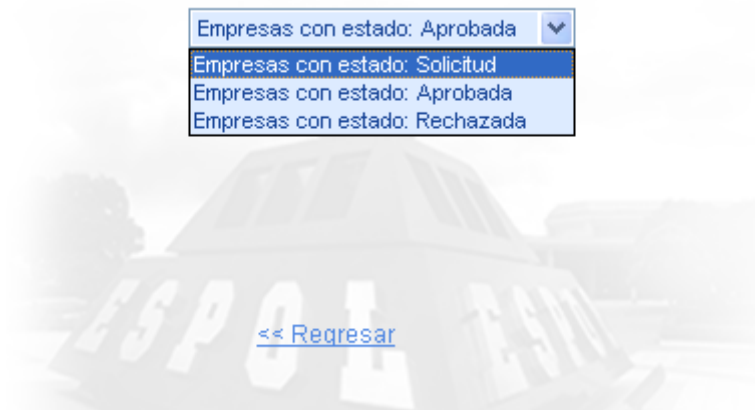 Empresas con estado: Aprobada
Empresas con estado: Solicitud
Empresas con estado: Aprobada
Empresas con estado: Rechazada
ESPOL ESPOL
<< Regresar